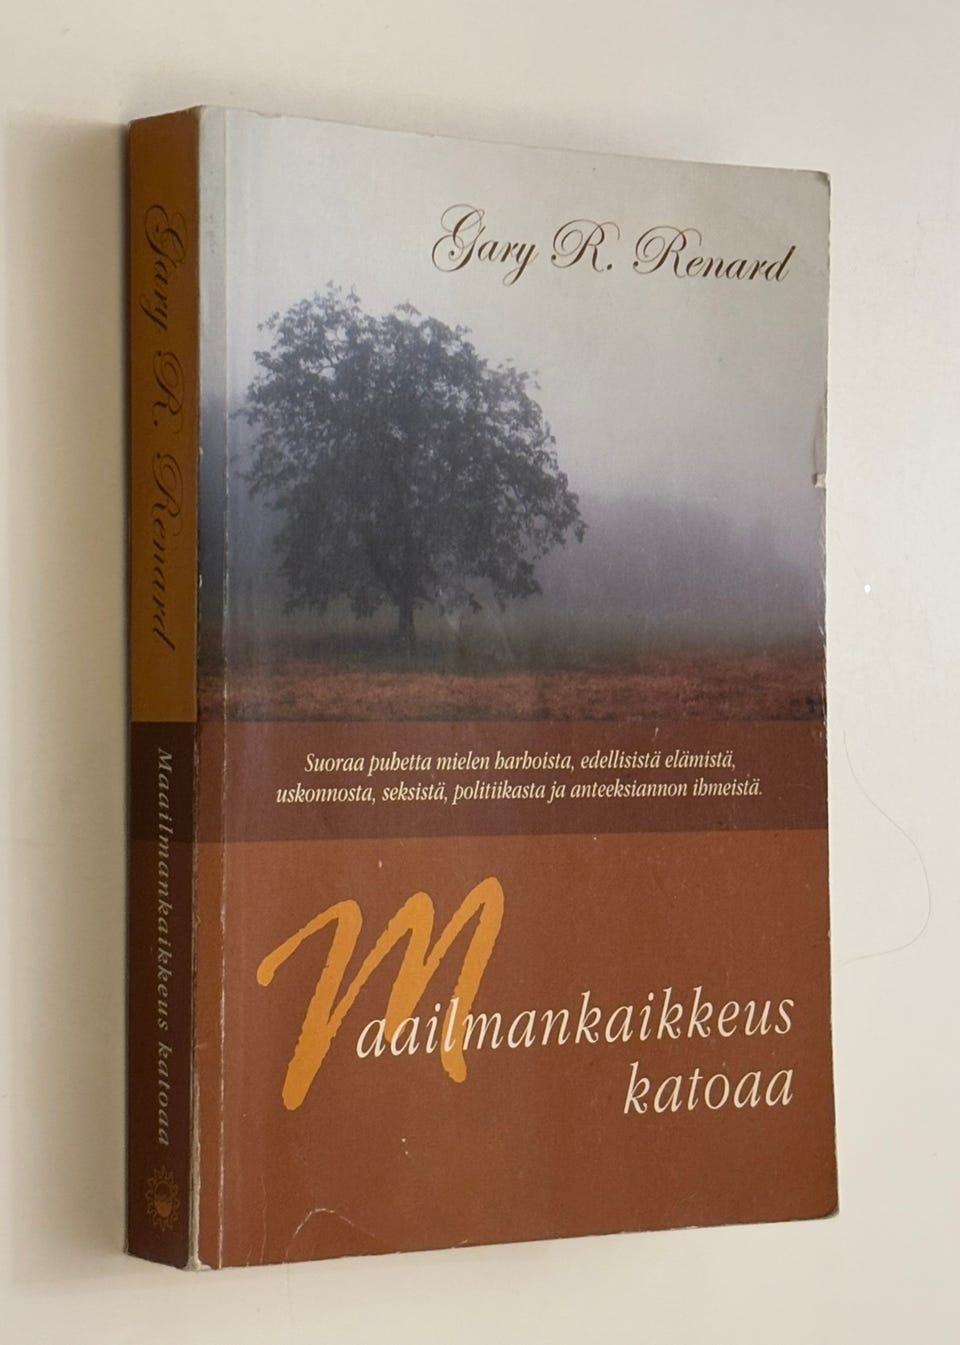 Gary R. Renard
Suoraa puhetta mielen harhoista, edellisistä elämistä,
uskonnosta, seksistä, politiikasta ja anteeksiannon ihmeistä.
Maailmankaikkeus
katoaa
Gary R. Renard
Maailmankaikkeus katoaa